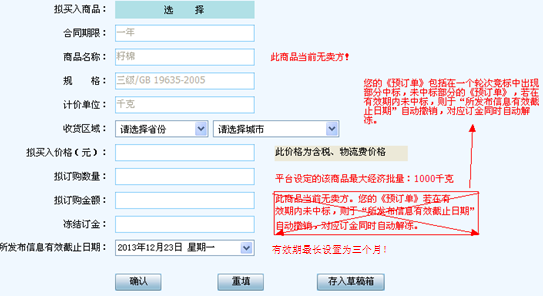 拟买入商品： 选 择
合同期限： 一年
商品名称： 籽棉 此商品当前无卖方！
规 格： 三级/GB 19635-2005
计价单位： 千克
收货区域： 请选择省份 请选择城市
拟买入价格（元）： 此价格为含税、物流费价格
拟订购数量： 平台设定的该商品最大经济批量：1000千克
拟订购金额：
冻结订金：
所发布信息有效截止日期： 2013年12月23日 星期一 有效期最长设置为三个月！
确认 重填 存入草稿箱
您的《预订单》包括在一个轮次竞标中出现
部分中标，未中标部分的《预订单》，若在
有效期内未中标，则于“所发布信息有效截
止日期”自动撤销，对应订金同时自动解
冻。
此商品当前无卖方。您的《预订单》若在有
效期内未中标，则于“所发布信息有效截止日期”
自动撤销，对应订金同时自动解冻。